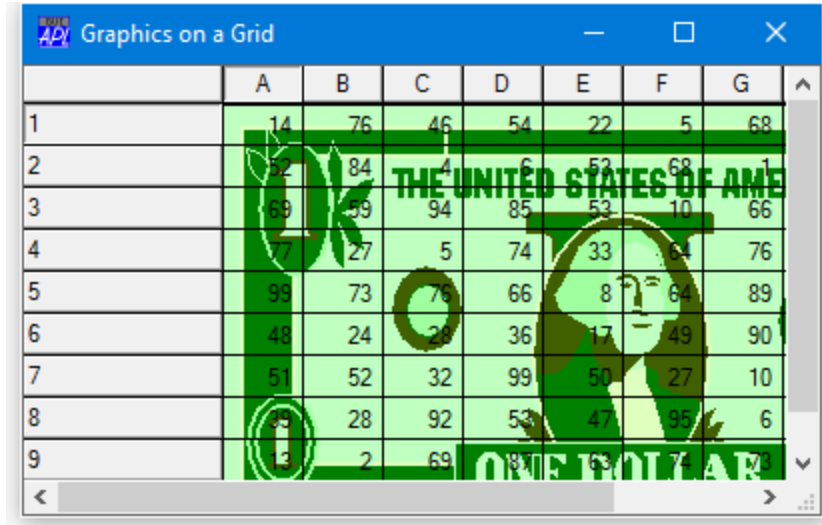 GUI APL Graphics on a Grid
A B C D E F G
1 14 76 46 54 22 5 68
2 52 84 4 6 53 68 1
THE UNITED STATES OF AME
3 69 59 94 85 53 10 66
4 77 27 5 74 33 64 76
5 99 73 76 66 8 64 89
6 48 24 28 36 17 49 90
7 51 52 32 99 50 27 10
8 39 28 92 53 47 95 6
9 13 2 69 87 63 74 73
ONE DOLLAR